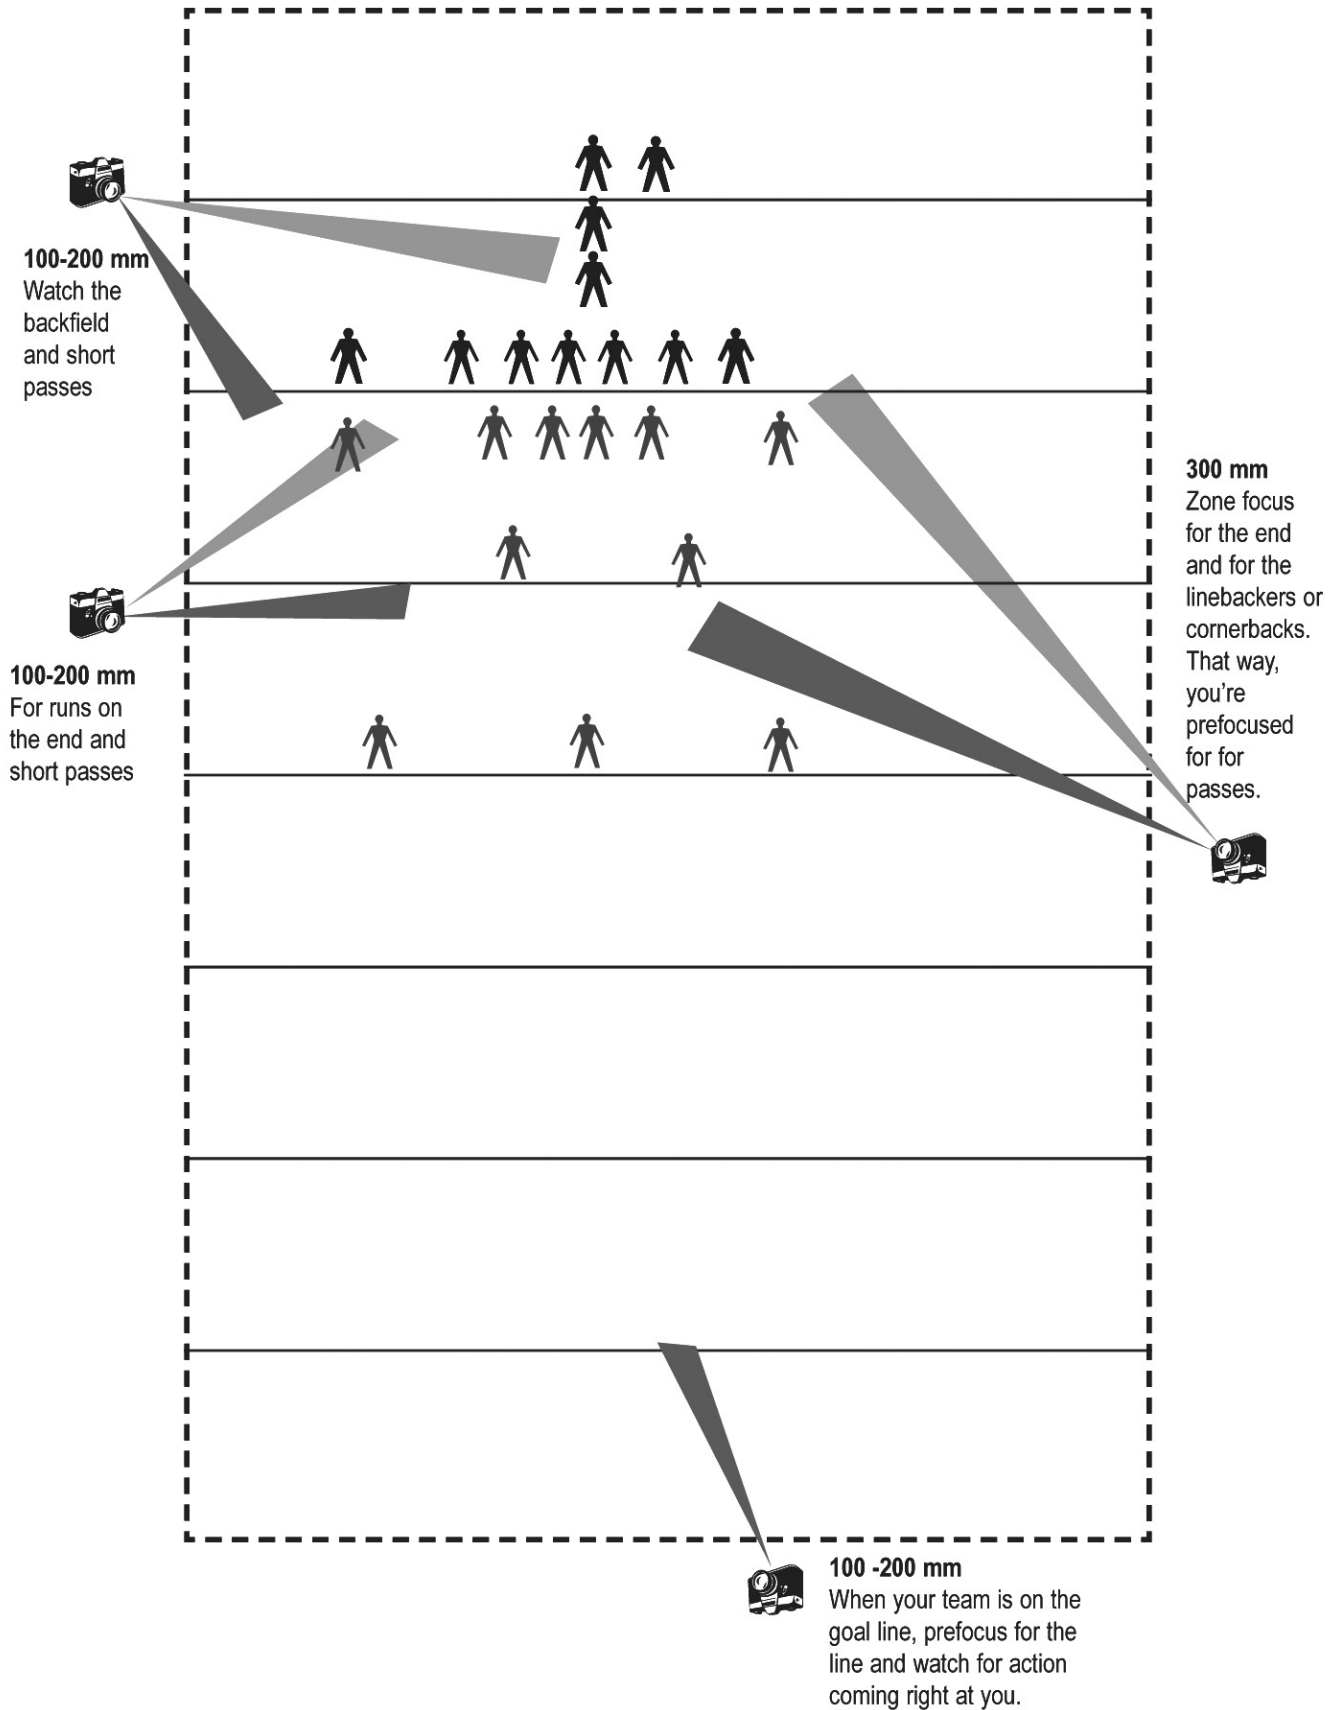 100-200 mm
Watch the
backfield
and short
passes
300 mm
Zone focus
for the end
and for the
linebackers or
cornerbacks.
That way,
you're
prefocused
for for
passes.
100-200 mm
For runs on
the end and
short passes
100 -200 mm
When your team is on the
goal line, prefocus for the
line and watch for action
coming right at you.